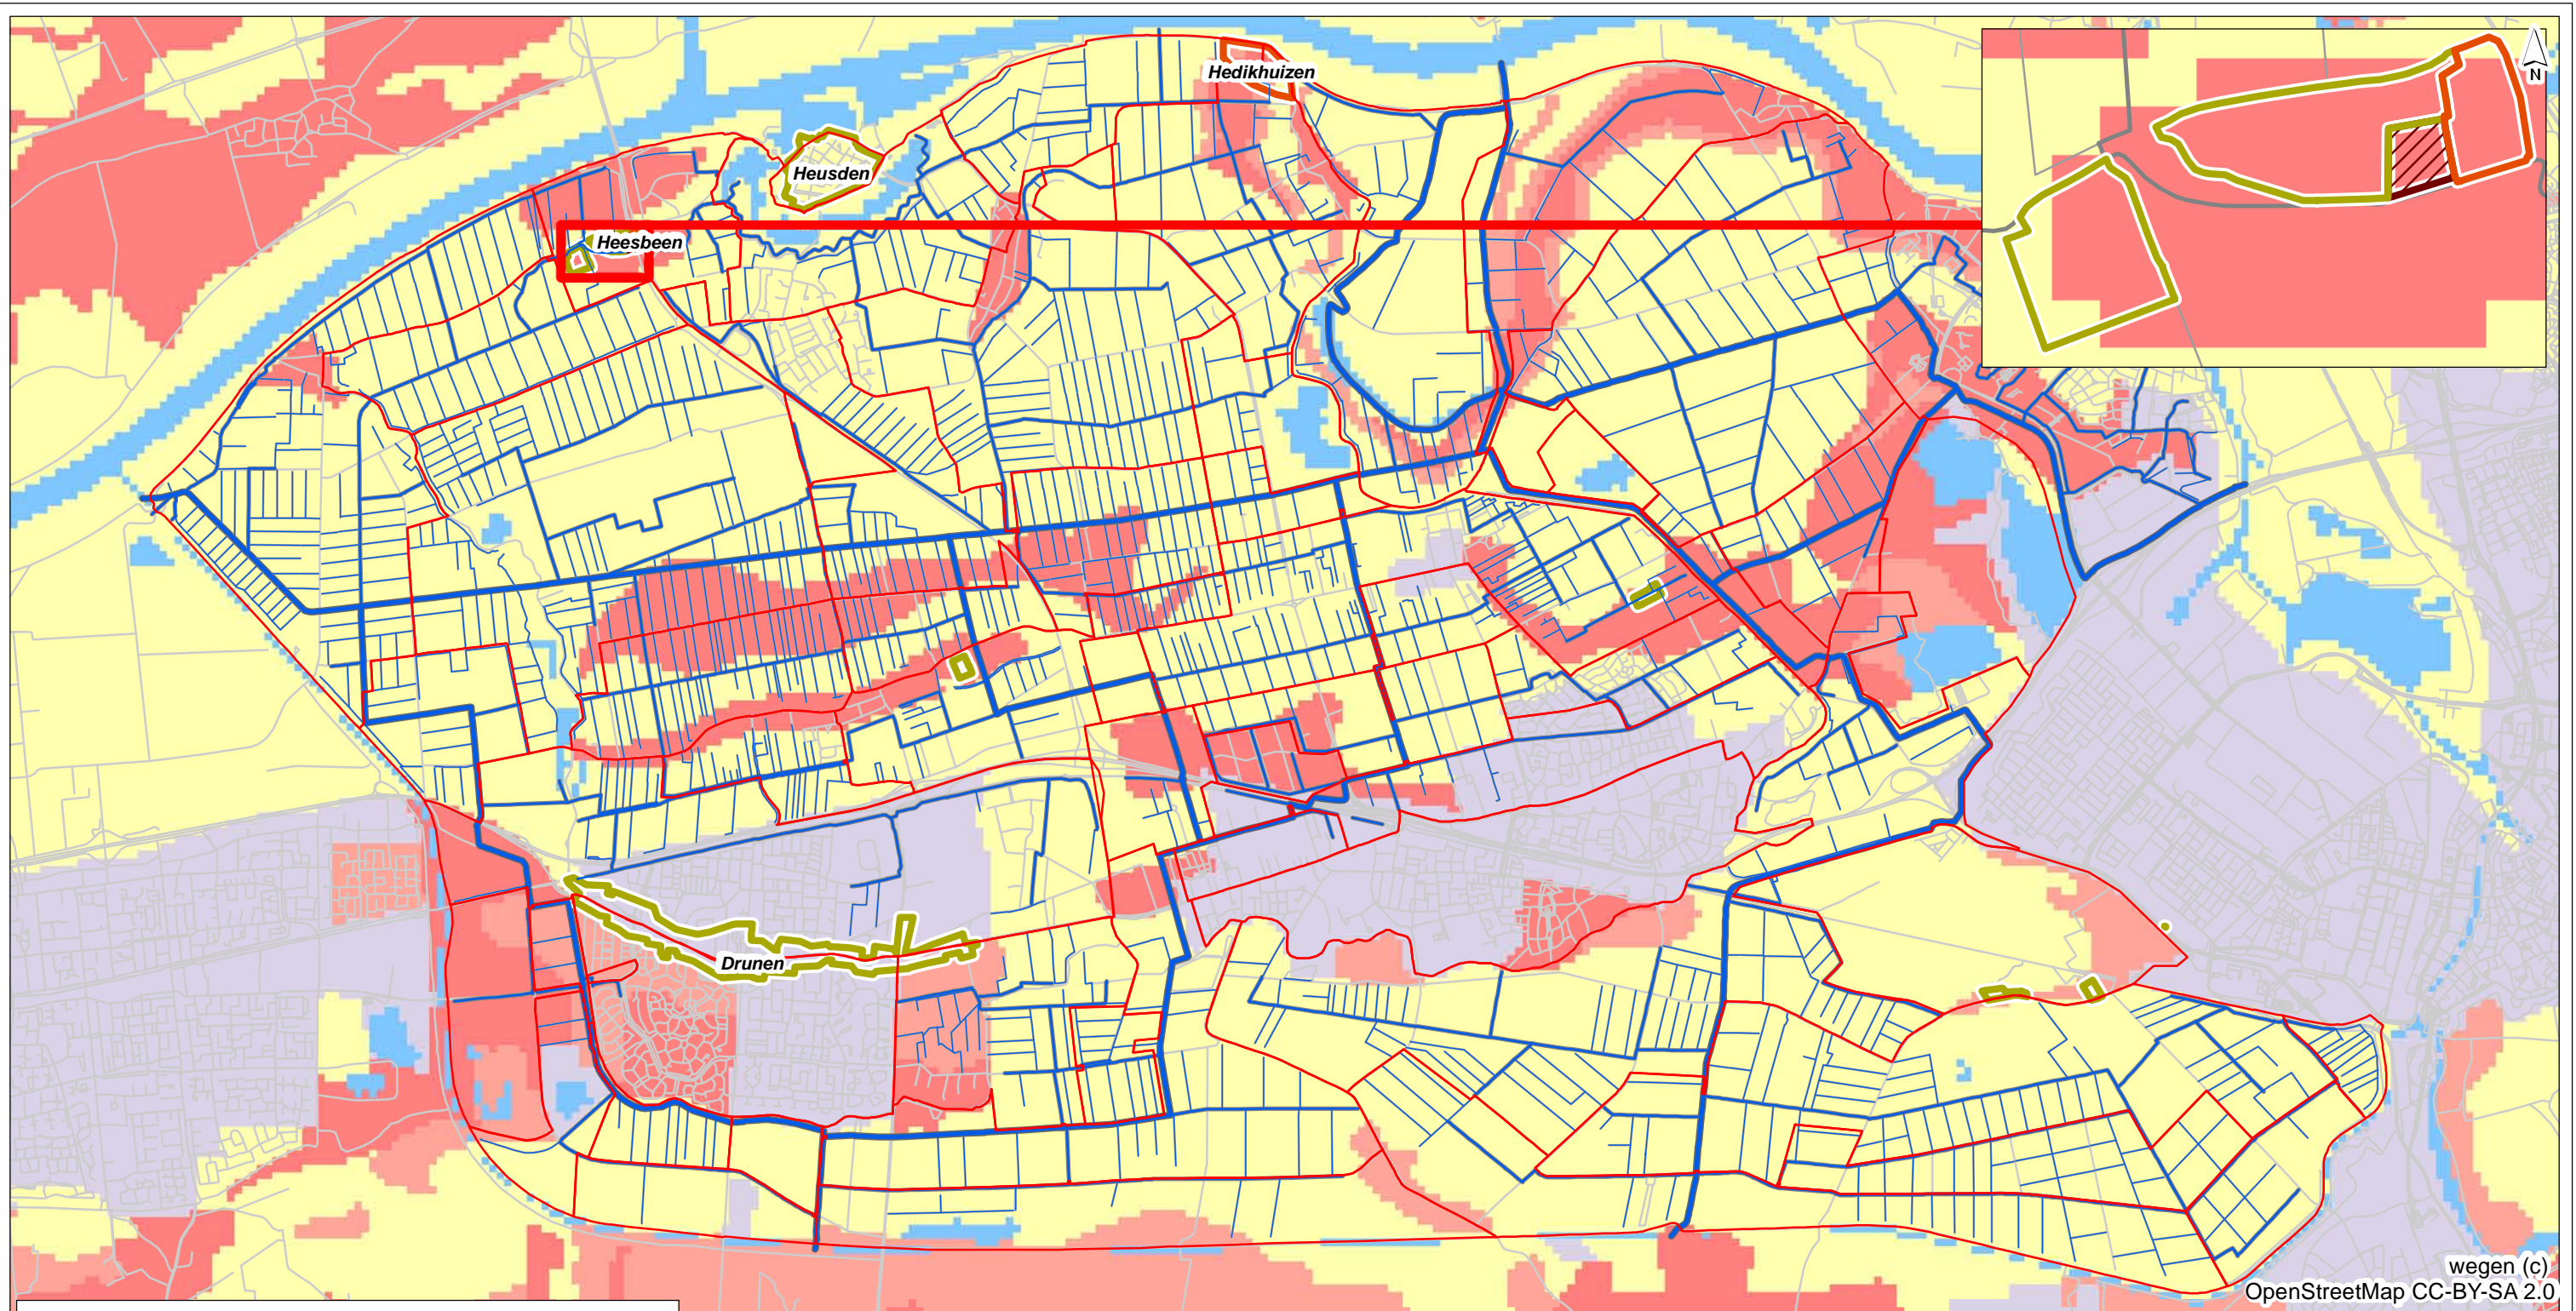 Hedikhuizen
N
Heusden
Heesbeen
Drunen
wegen (c)
OpenStreetMap CC-BY-SA 2.0